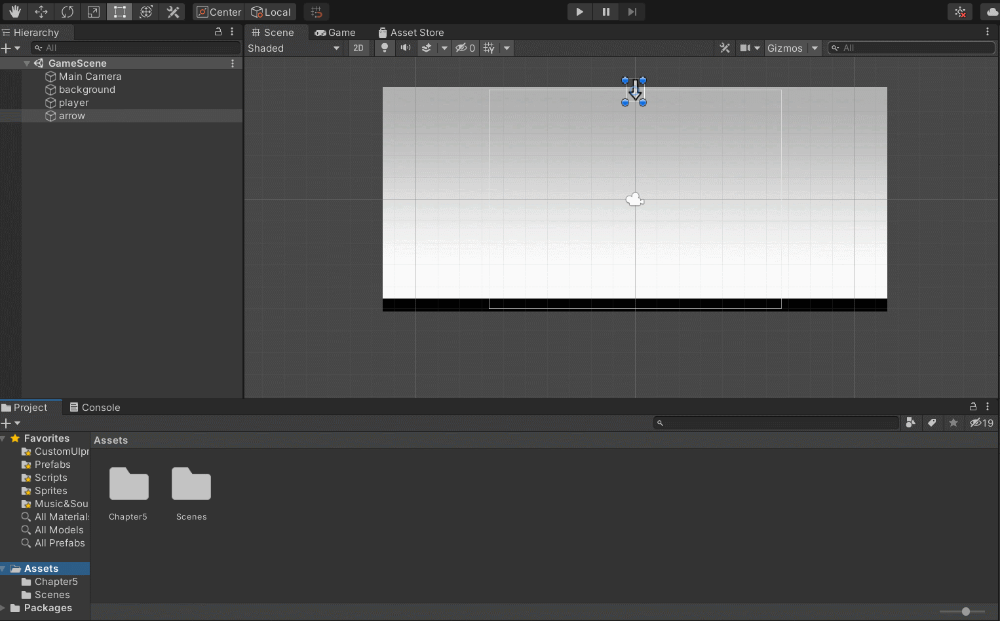 Center Local
Hierarchy
All
GameScene
Main Camera
background
player
arrow
Scene Game Asset Store
Shaded 2D 0 Gizmos All
Project Console
19
Favorites
CustomUIpr
Prefabs
Scripts
Sprites
Music&Sou
All Materials
All Models
All Prefabs
Assets
Chapter5
Scenes
Packages
Assets
Chapter5 Scenes